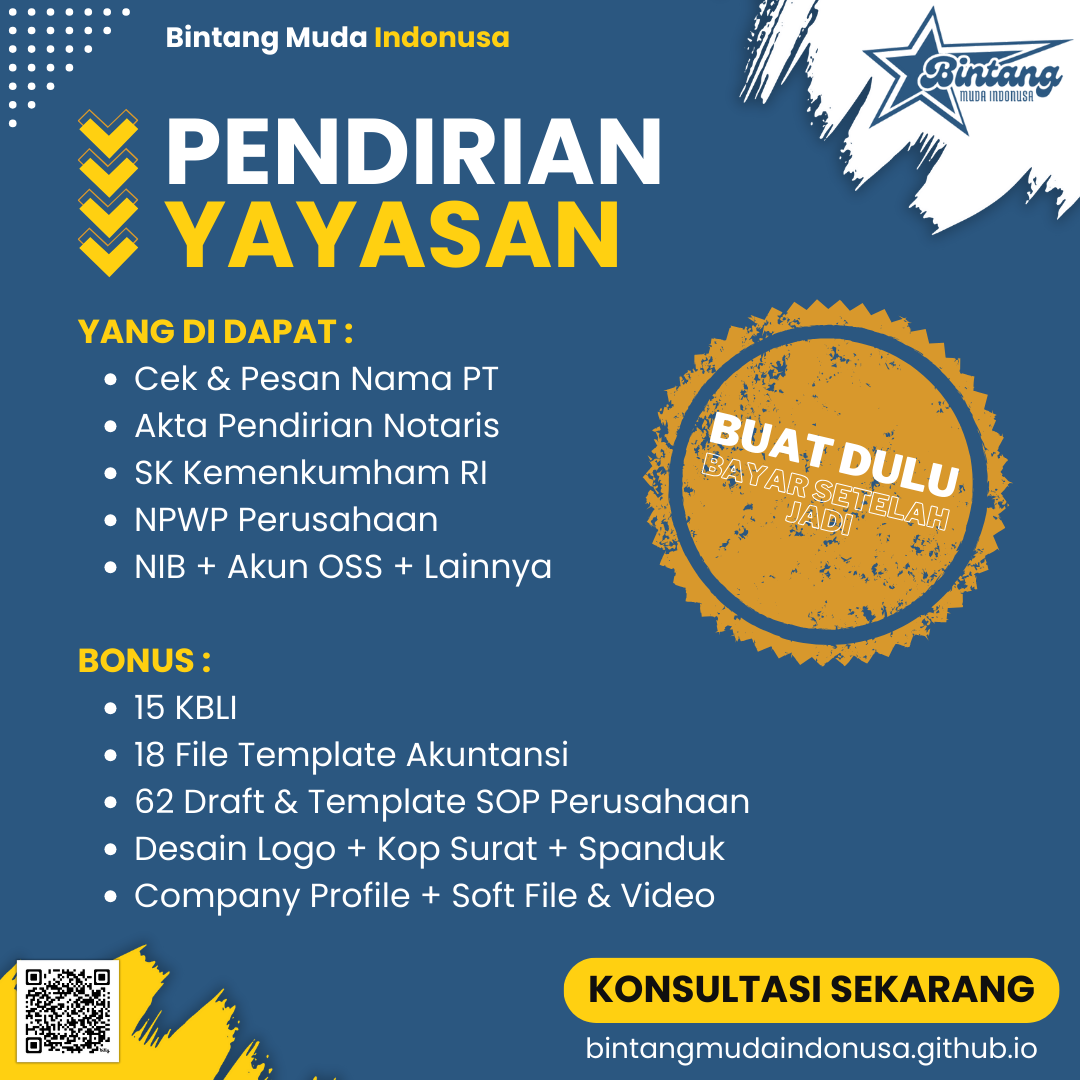 Bintang Muda Indonusa
Bintang
MUDA INDONUSA
PENDIRIAN
YAYASAN
YANG DI DAPAT :
Cek & Pesan Nama PT
Akta Pendirian Notaris
SK Kemenkumham RI
NPWP Perusahaan
NIB + Akun OSS + Lainnya
BUAT DULU
BAYAR SETELAH
JADI
BONUS :
15 KBLI
18 File Template Akuntansi
62 Draft & Template SOP Perusahaan
Desain Logo + Kop Surat + Spanduk
Company Profile + Soft File & Video
KONSULTASI SEKARANG
bintangmudaindonusa.github.io